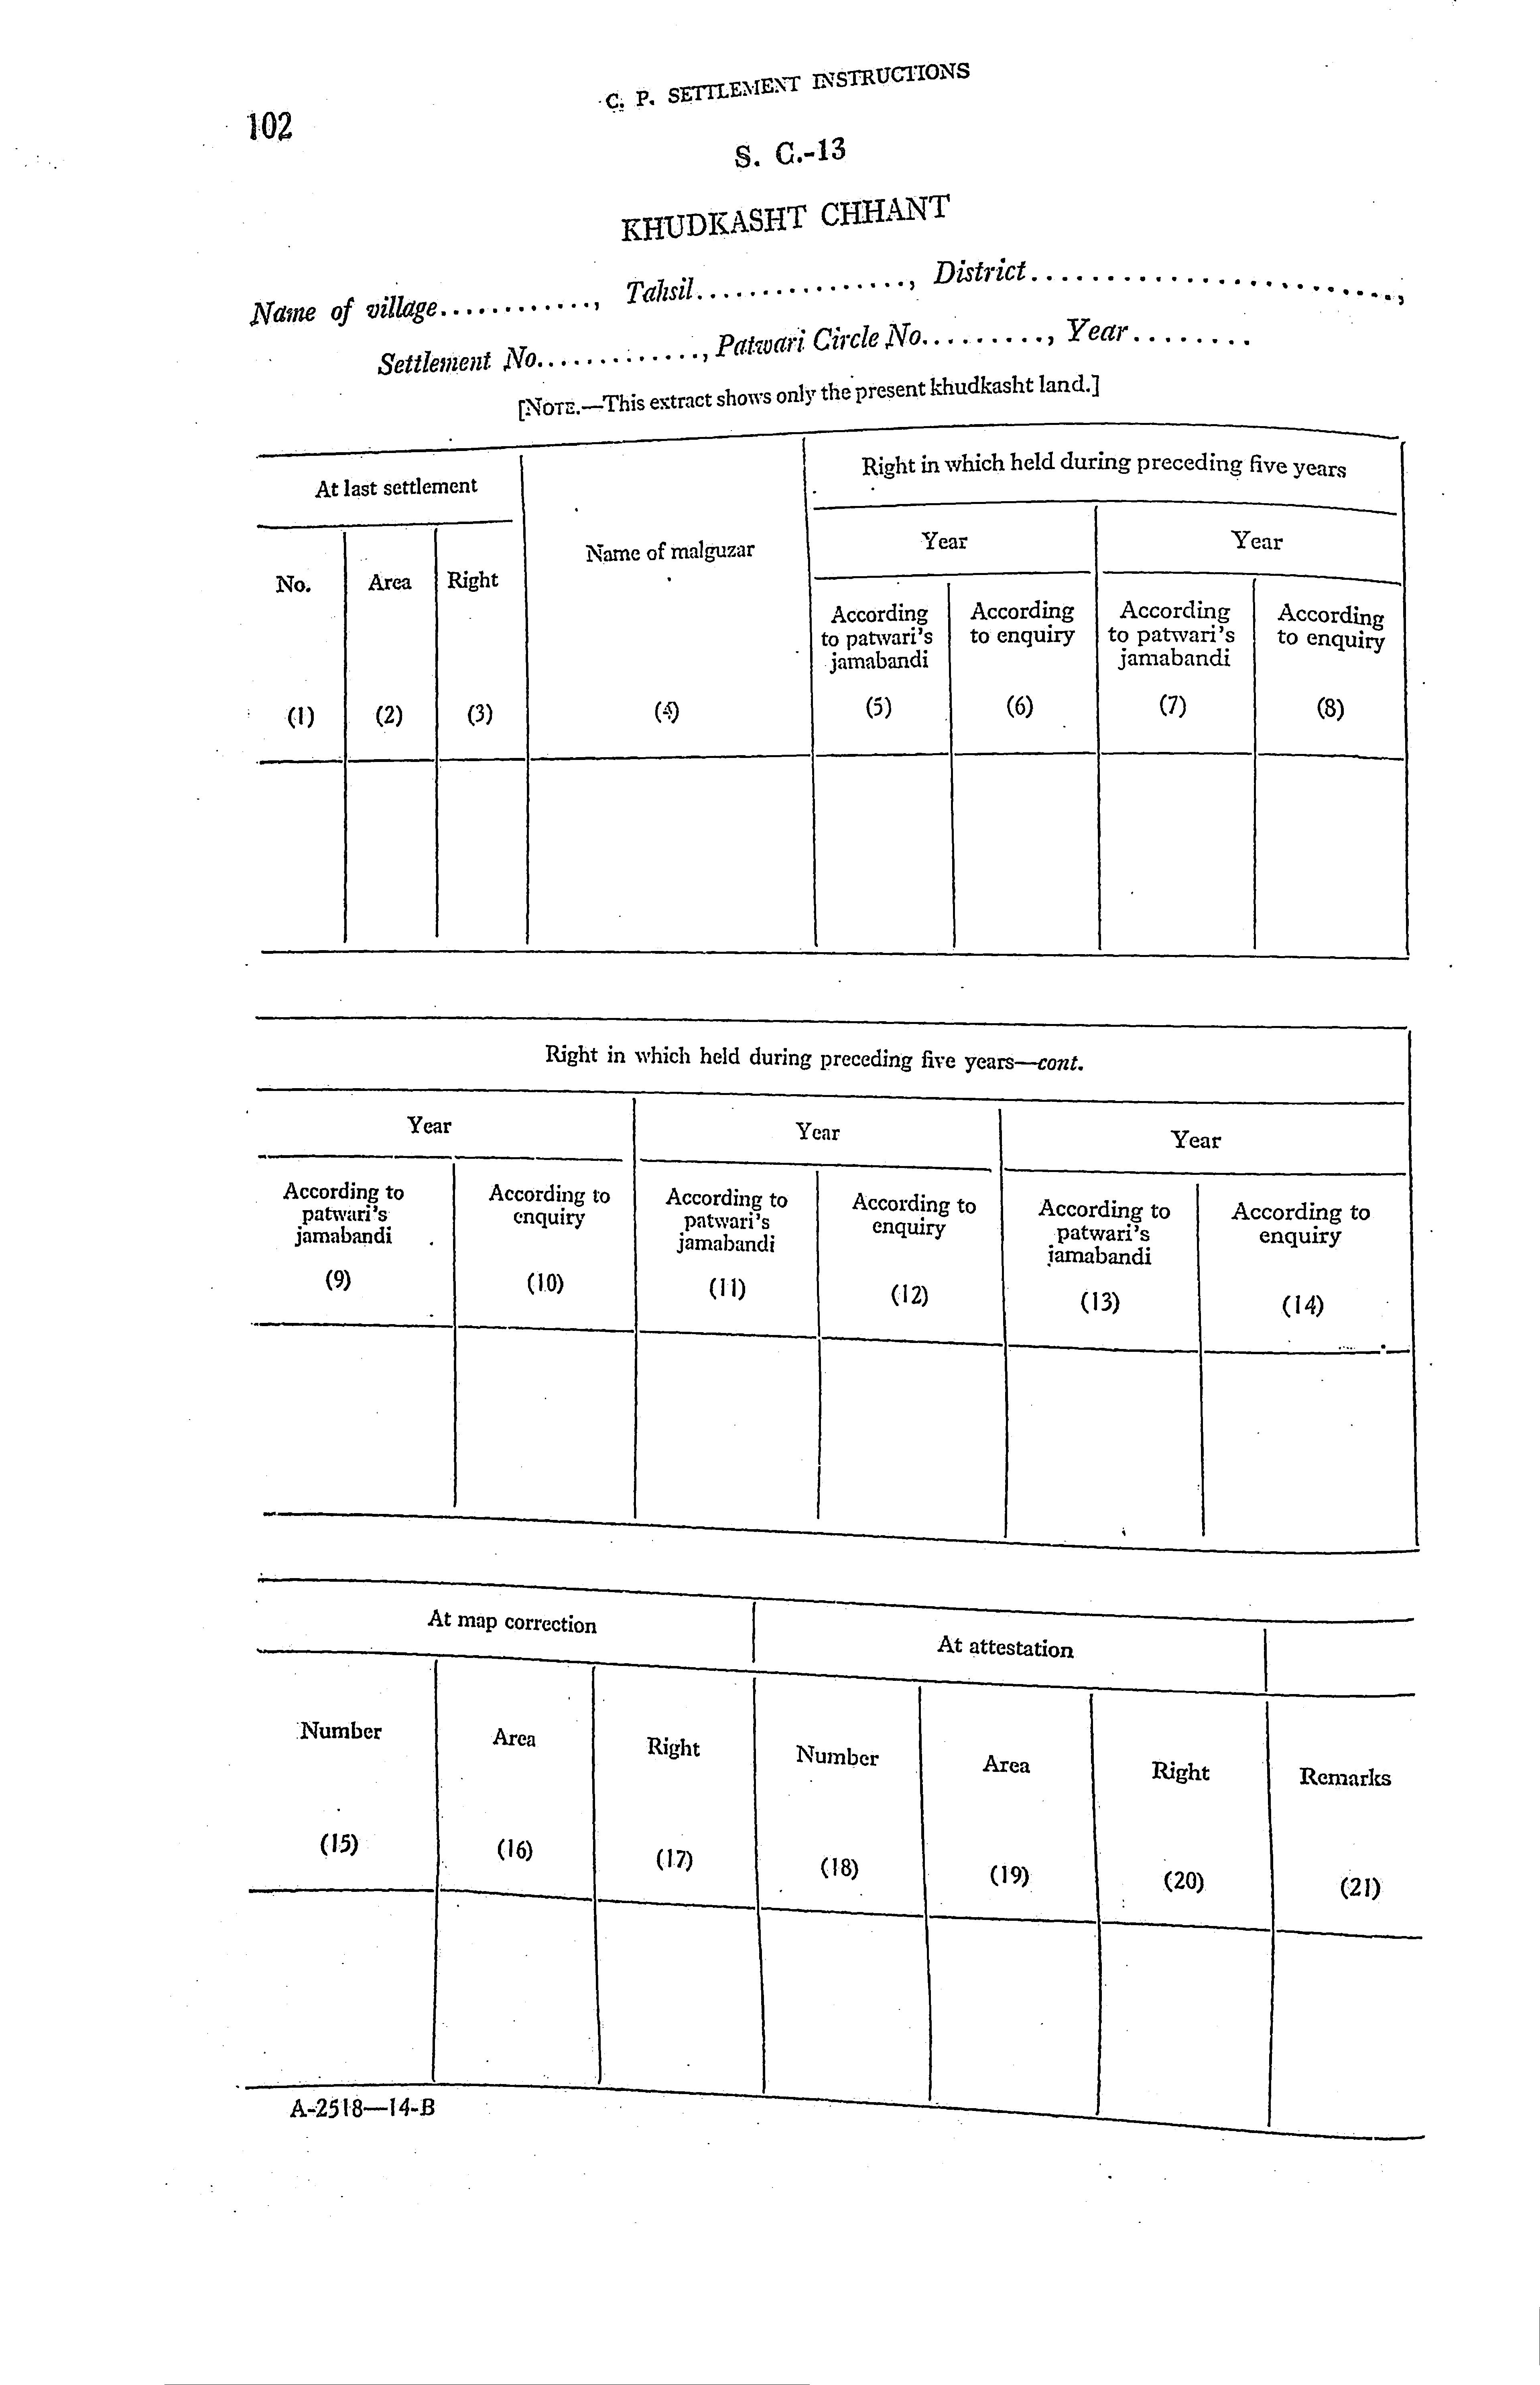 C. P. SETTLEMENT INSTRUCTIONS
102
S. C.-13
KHUDKASHT CHHANT
Name of village............, Tahsil................, District.........................,
Settlement No............., Patwari Circle No.........., Year........
[NOTE.—This extract shows only the present khudkasht land.]
At last settlement
Name of malguzar
Right in which held during preceding five years
Year
Year
No.
Area
Right
According to patwari's jamabandi
According to enquiry
According to patwari's jamabandi
According to enquiry
(1) (2) (3) (4) (5) (6) (7) (8)
Right in which held during preceding five years—cont.
Year
Year
Year
According to patwari's jamabandi
According to enquiry
According to patwari's jamabandi
According to enquiry
According to patwari's jamabandi
According to enquiry
(9) (10) (11) (12) (13) (14)
At map correction
At attestation
Number
Area
Right
Number
Area
Right
Remarks
(15) (16) (17) (18) (19) (20) (21)
A-2518—14-B